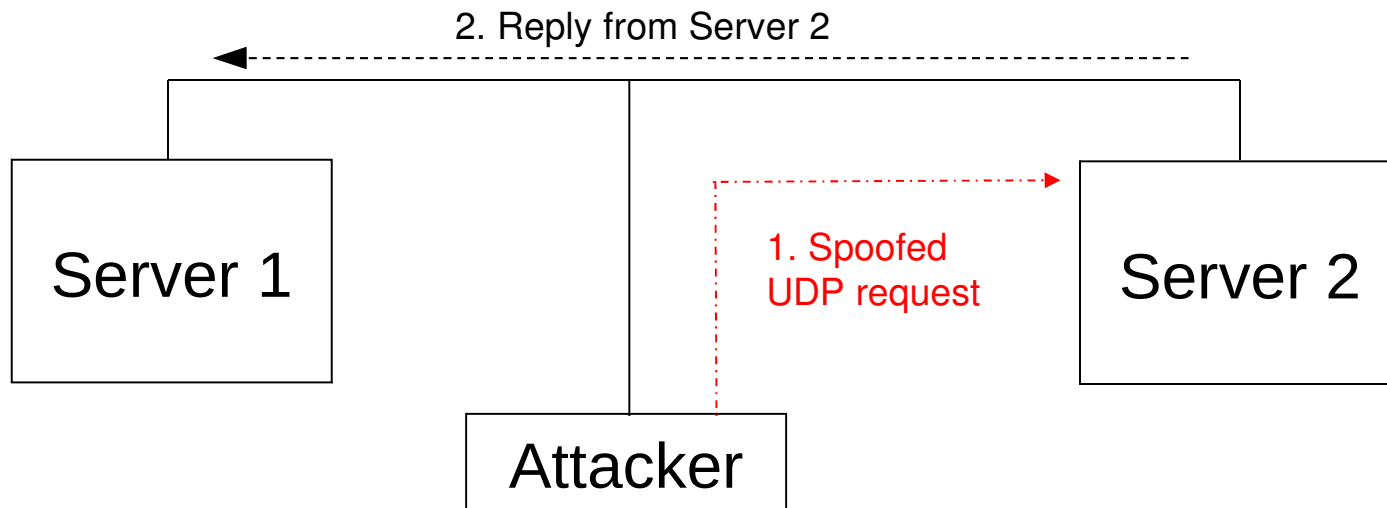 2. Reply from Server 2
Server 1
1. Spoofed
UDP request
Server 2
Attacker